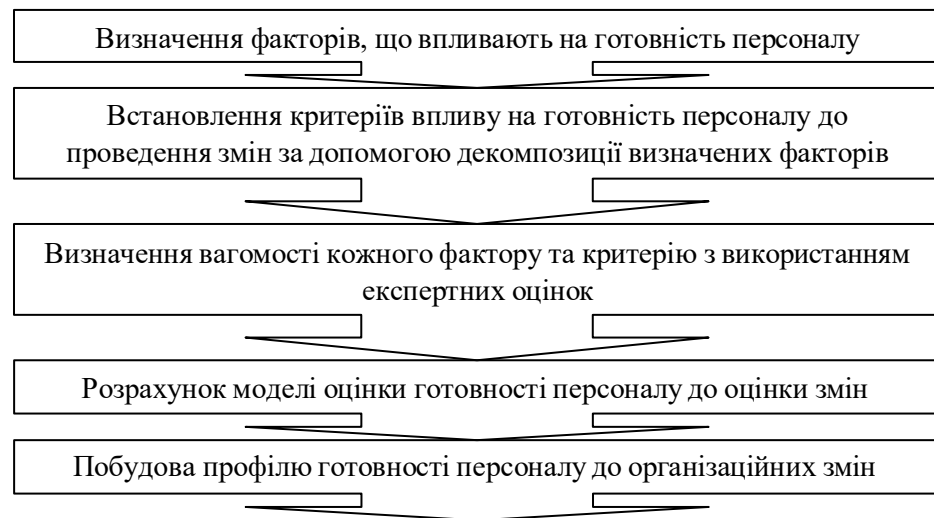 Визначення факторів, що впливають на готовність персоналу
Встановлення критеріїв впливу на готовність персоналу до
проведення змін за допомогою декомпозиції визначених факторів
Визначення вагомості кожного фактору та критерію з використанням
експертних оцінок
Розрахунок моделі оцінки готовності персоналу до оцінки змін
Побудова профілю готовності персоналу до організаційних змін